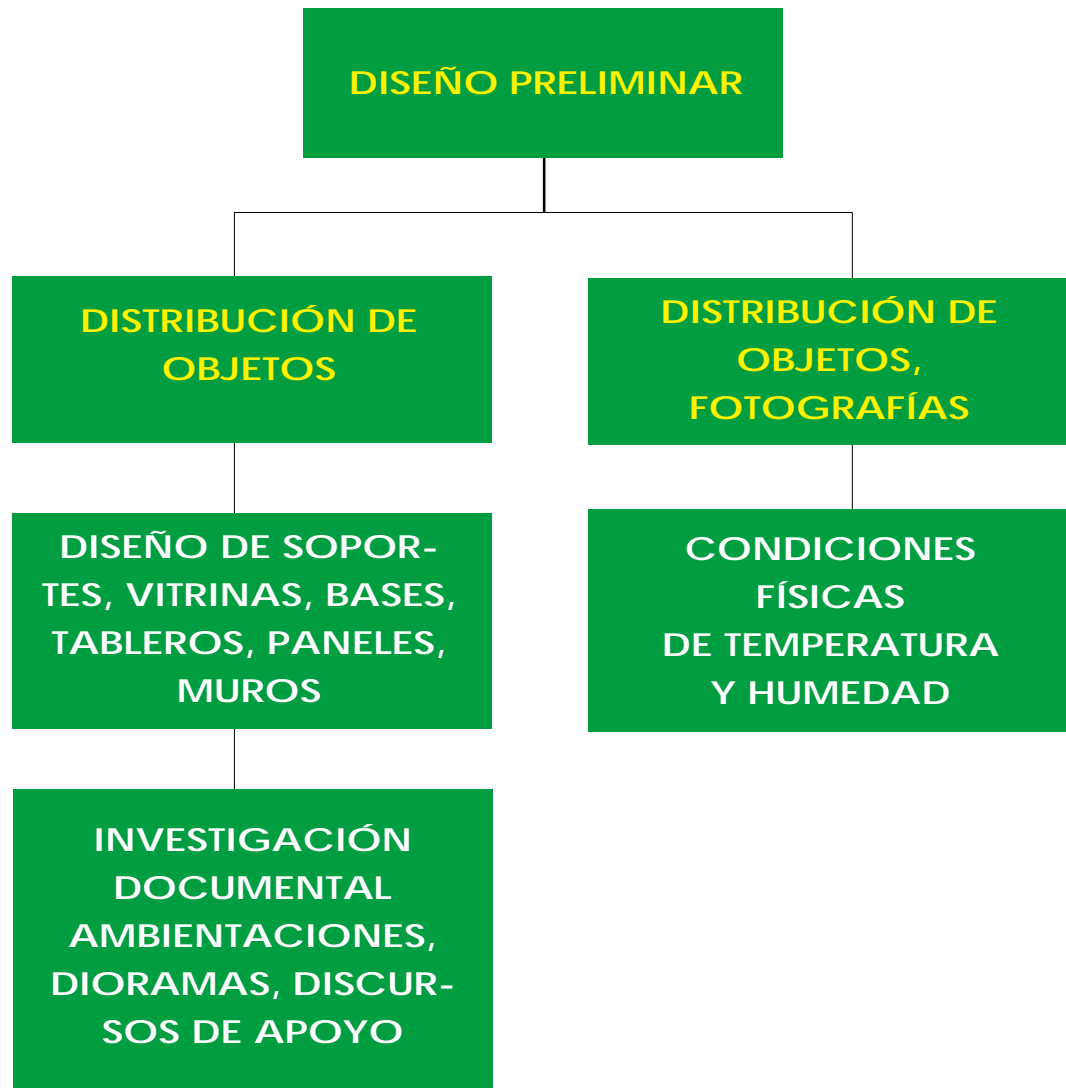 DISEÑO PRELIMINAR
DISTRIBUCIÓN DE
OBJETOS
DISEÑO DE SOPOR-
TES, VITRINAS, BASES,
TABLEROS, PANELES,
MUROS
INVESTIGACIÓN
DOCUMENTAL
AMBIENTACIONES,
DIORAMAS, DISCUR-
SOS DE APOYO
DISTRIBUCIÓN DE
OBJETOS,
FOTOGRAFÍAS
CONDICIONES
FÍSICAS
DE TEMPERATURA
Y HUMEDAD